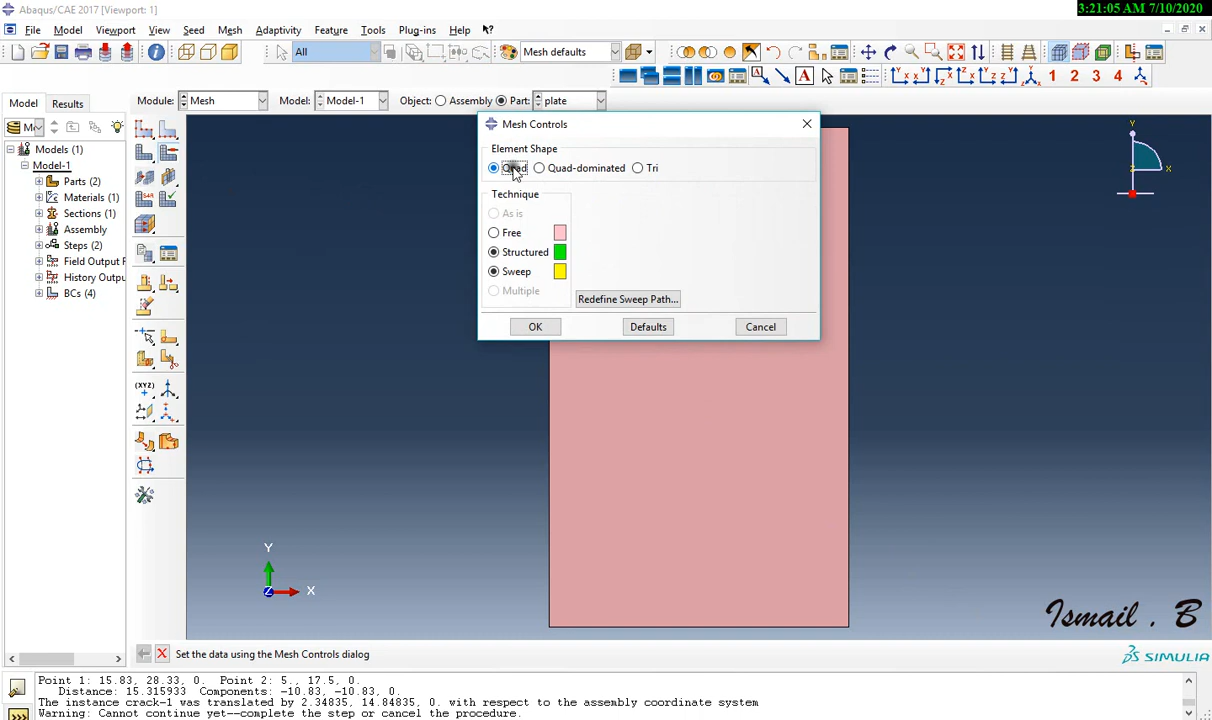 Abaqus/CAE 2017 [Viewport: 1]
3:21:05 AM 7/10/2020
File Model Viewport View Seed Mesh Adaptivity Feature Tools Plug-ins Help
All
Mesh defaults
1 2 3 4
Model Results
Module: Mesh Model: Model-1 Object: Assembly Part: plate
Models (1)
Model-1
Parts (2)
Materials (1)
Sections (1)
Assembly
Steps (2)
Field Output F
History Outpu
BCs (4)
Mesh Controls
Element Shape
Quad Quad-dominated Tri
Technique
As is
Free
Structured
Sweep
Multiple
Redefine Sweep Path...
OK Defaults Cancel
Y
Z X
Y
Z X
Ismail . B
Set the data using the Mesh Controls dialog
SIMULIA
Point 1: 15.83, 28.33, 0. Point 2: 5., 17.5, 0.
Distance: 15.315933 Components: -10.83, -10.83, 0.
The instance crack-1 was translated by 2.34835, 14.84835, 0. with respect to the assembly coordinate system
Warning: Cannot continue yet--complete the step or cancel the procedure.